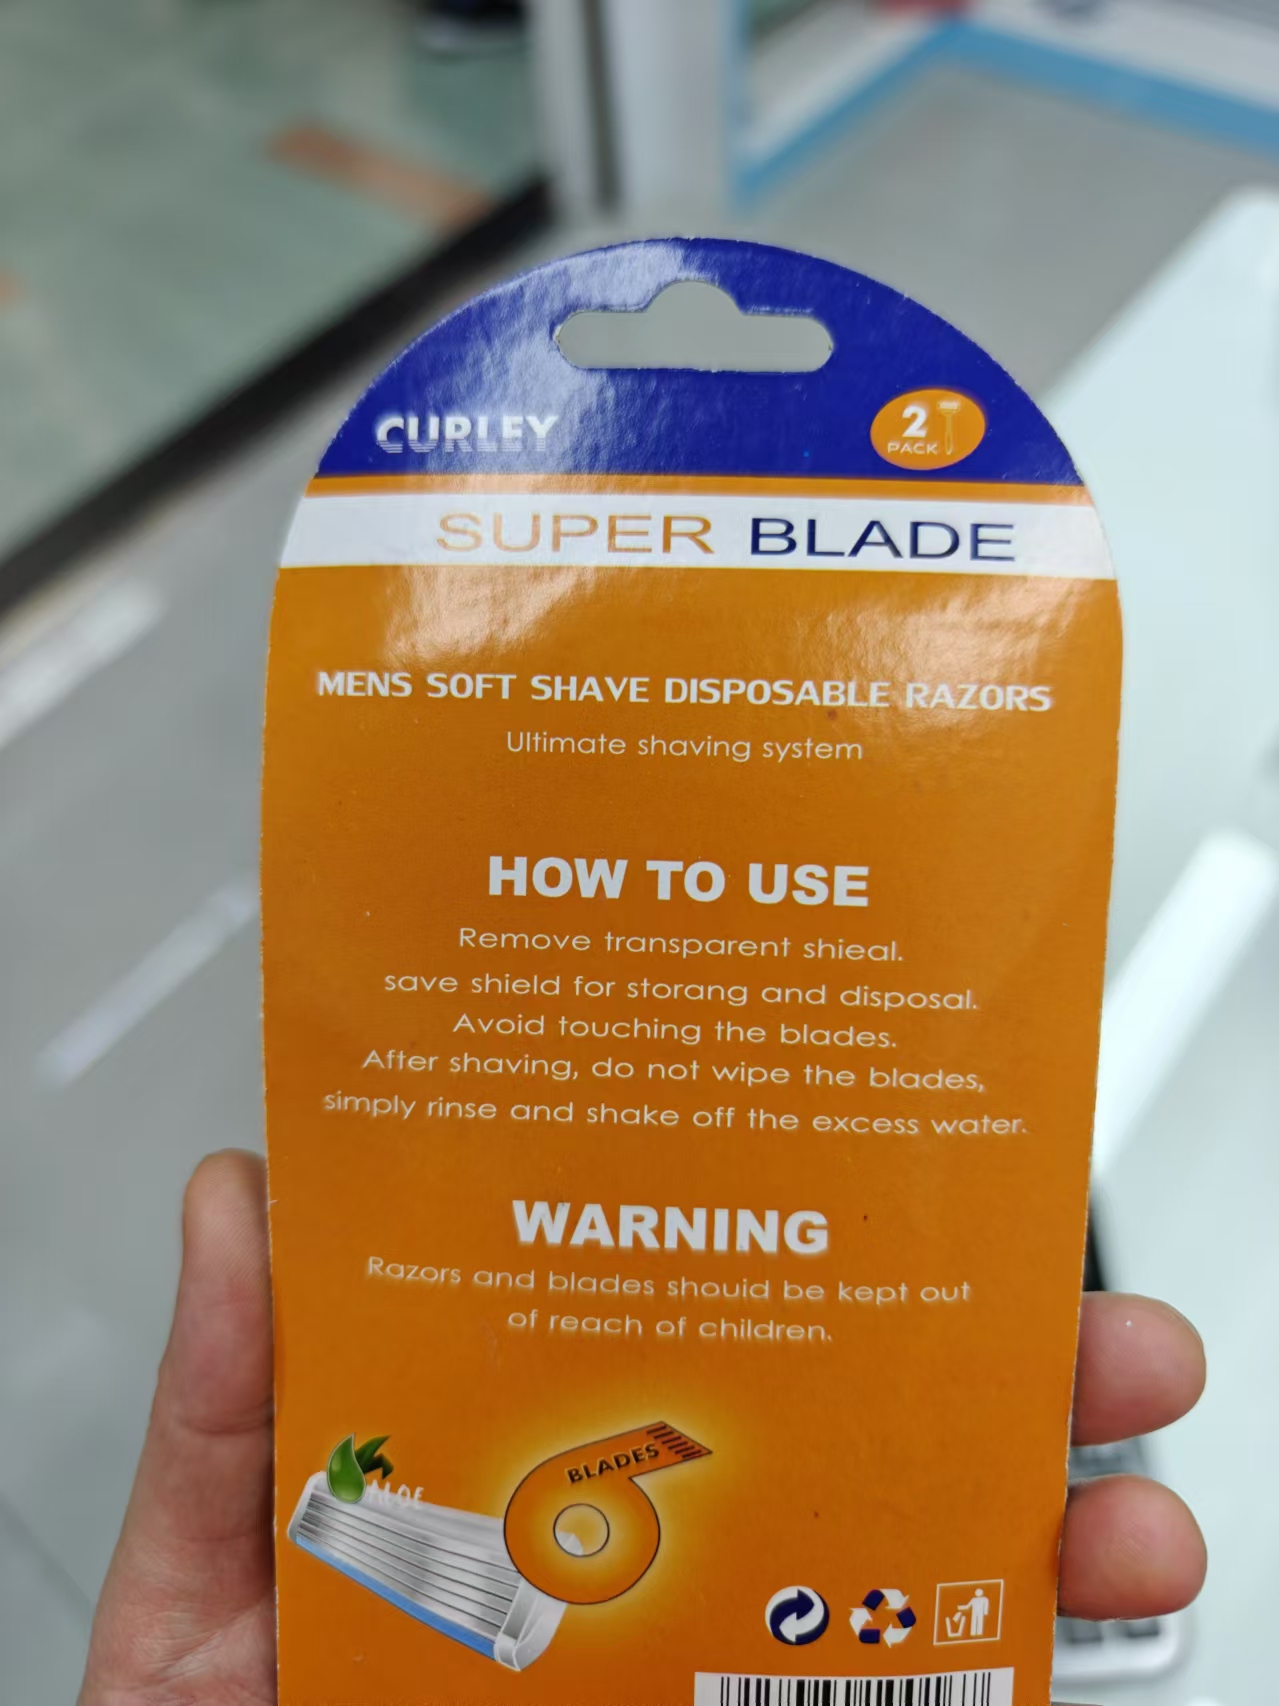 CURLEY
2
PACK
SUPER BLADE
MENS SOFT SHAVE DISPOSABLE RAZORS
Ultimate shaving system
HOW TO USE
Remove transparent shieal.
save shield for storang and disposal.
Avoid touching the blades.
After shaving, do not wipe the blades,
simply rinse and shake off the excess water.
WARNING
Razors and blades shouid be kept out
of reach of children.
BLADES
ALOE